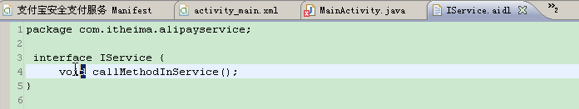 支付宝安全支付服务 Manifest
activity_main.xml
MainActivity.java
IService.aidl
2
1 package com.itheima.alipayservice;
2
3 interface IService {
4 void callMethodInService();
5 }
6